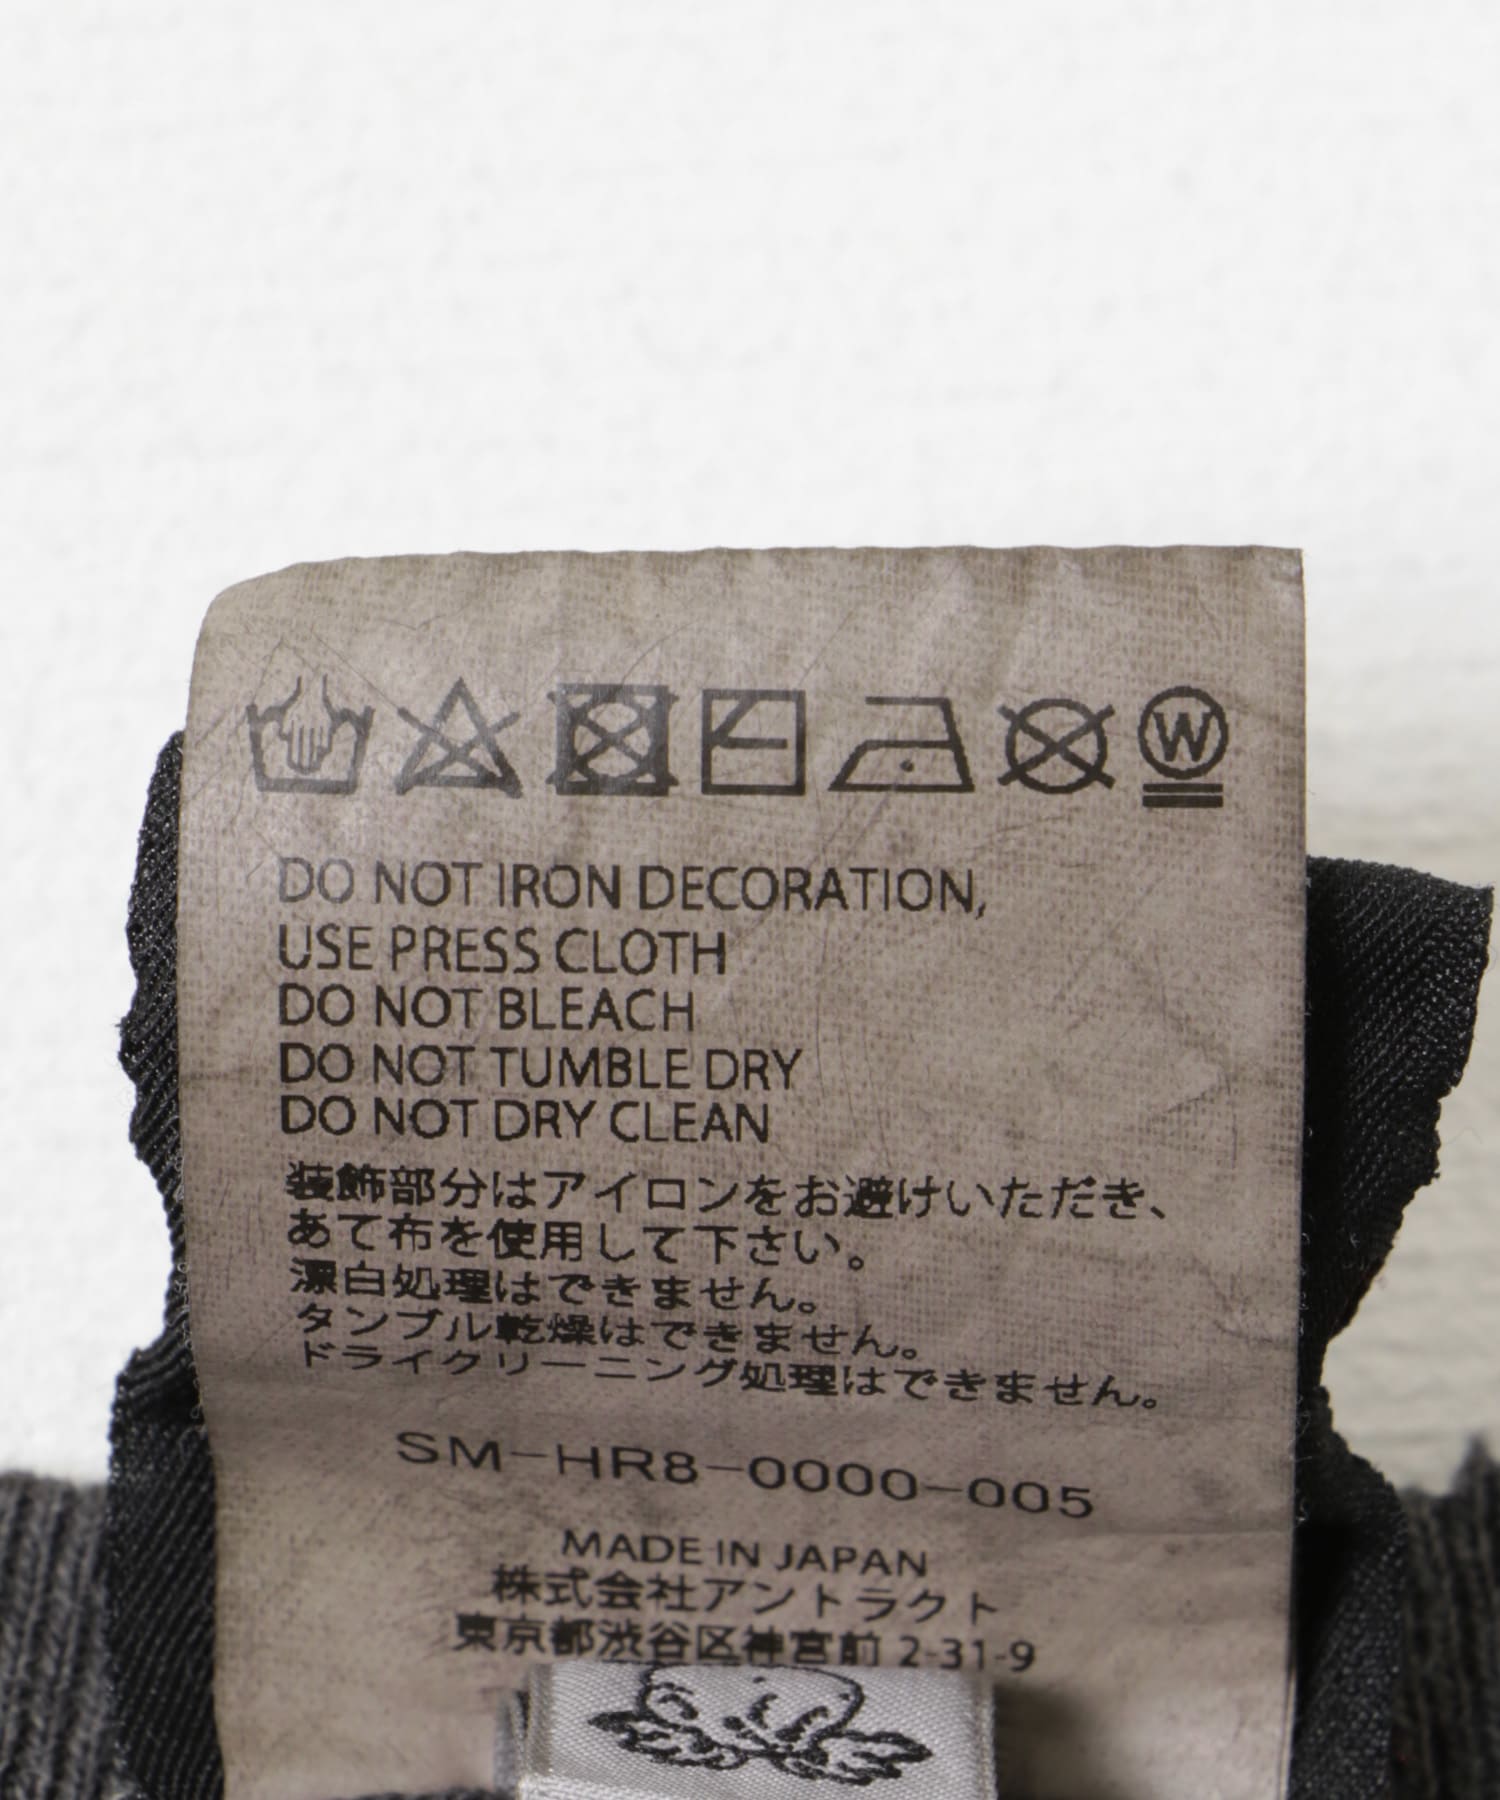 W
DO NOT IRON DECORATION,
USE PRESS CLOTH
DO NOT BLEACH
DO NOT TUMBLE DRY
DO NOT DRY CLEAN
装飾部分はアイロンをお避けいただき、
あて布を使用して下さい。
漂白処理はできません。
タンブル乾燥はできません。
ドライクリーニング処理はできません。
SM-HR8-0000-005
MADE IN JAPAN
株式会社アントラクト
東京都渋谷区神宮前 2-31-9